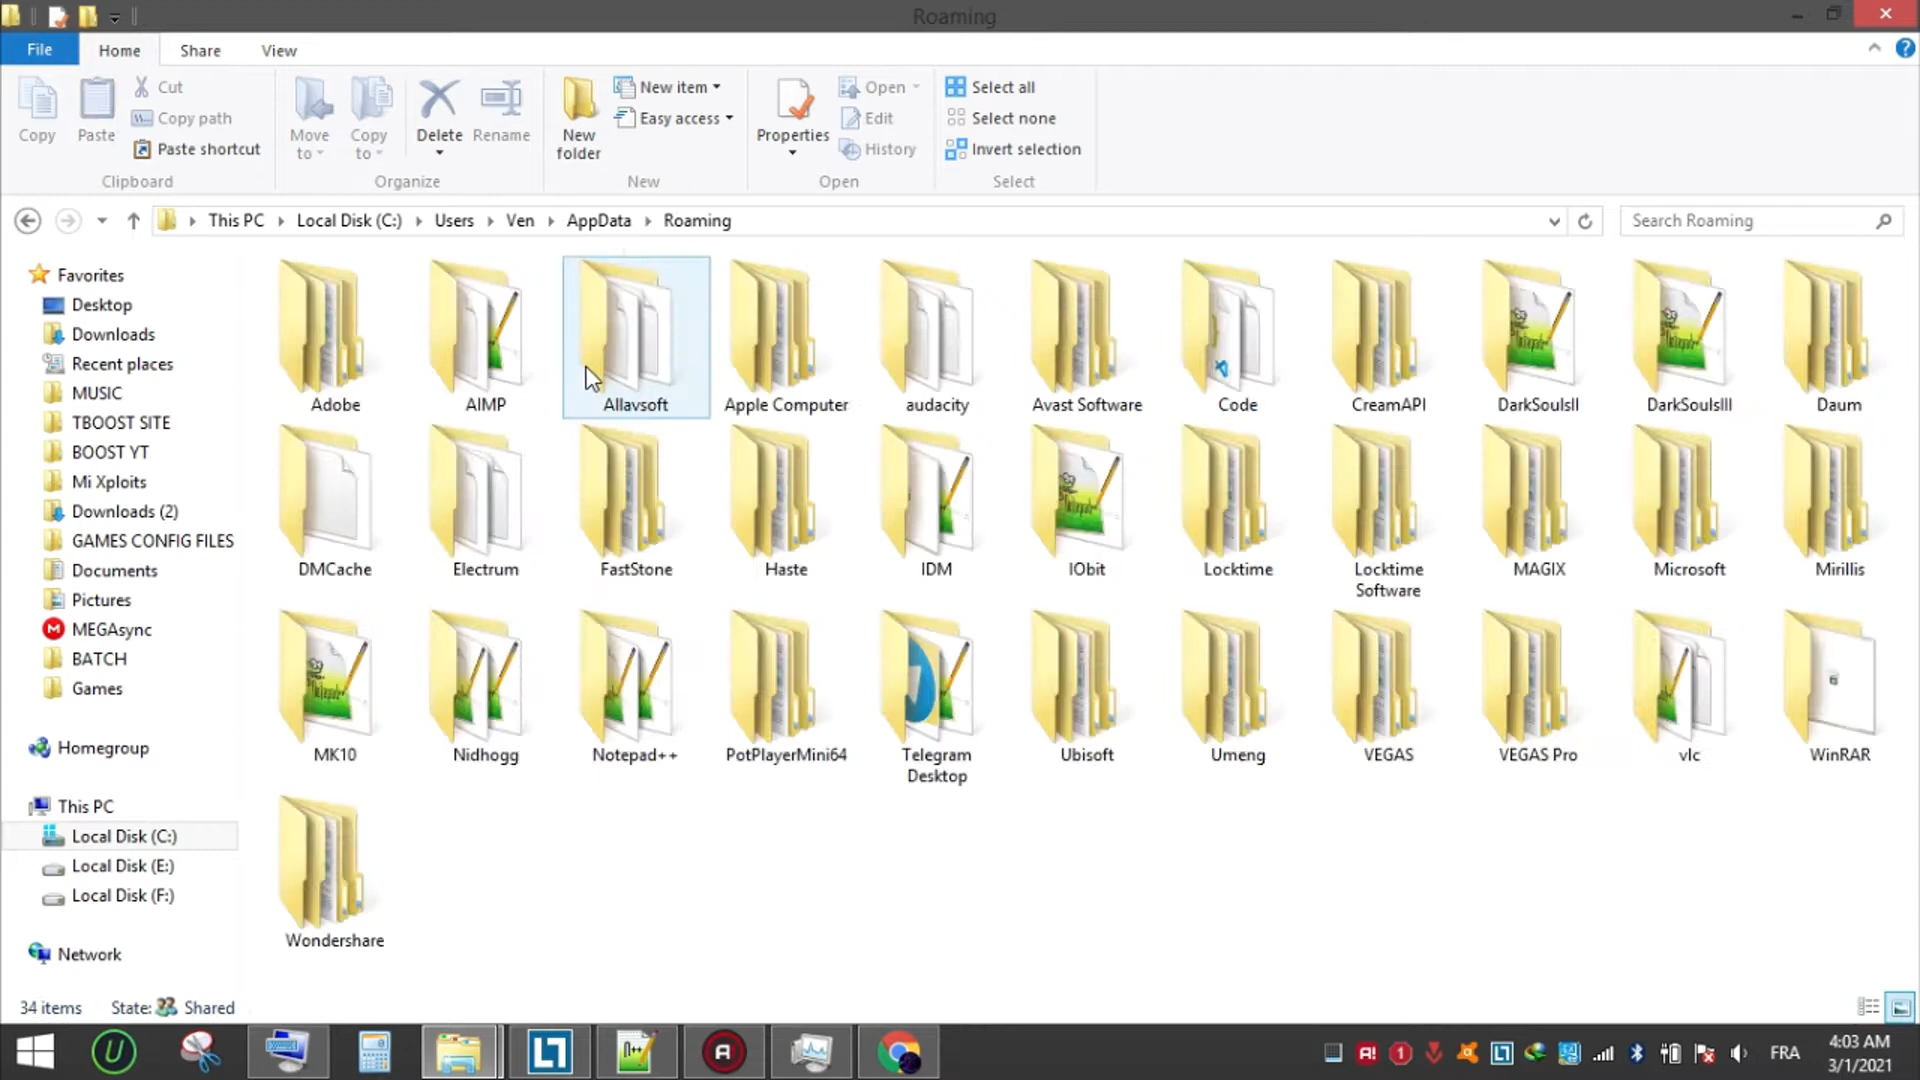 Roaming
File Home Share View
Copy
Paste
Cut
Copy path
Paste shortcut
Clipboard
Move to
Copy to
Delete
Rename
Organize
New folder
New item
Easy access
New
Properties
Open
Edit
History
Open
Select all
Select none
Invert selection
Select
This PC Local Disk (C:) Users Ven AppData Roaming
Search Roaming
Favorites
Desktop
Downloads
Recent places
MUSIC
TBOOST SITE
BOOST YT
Mi Xploits
Downloads (2)
GAMES CONFIG FILES
Documents
Pictures
MEGAsync
BATCH
Games
Homegroup
This PC
Local Disk (C:)
Local Disk (E:)
Local Disk (F:)
Network
Adobe AIMP Allavsoft Apple Computer audacity Avast Software Code CreamAPI DarkSoulsII DarkSoulsIII Daum
DMCache Electrum FastStone Haste IDM IObit Locktime Locktime Software MAGIX Microsoft Mirillis
MK10 Nidhogg Notepad++ PotPlayerMini64 Telegram Desktop Ubisoft Umeng VEGAS VEGAS Pro vlc WinRAR
Wondershare
34 items State: Shared
FRA
4:03 AM
3/1/2021